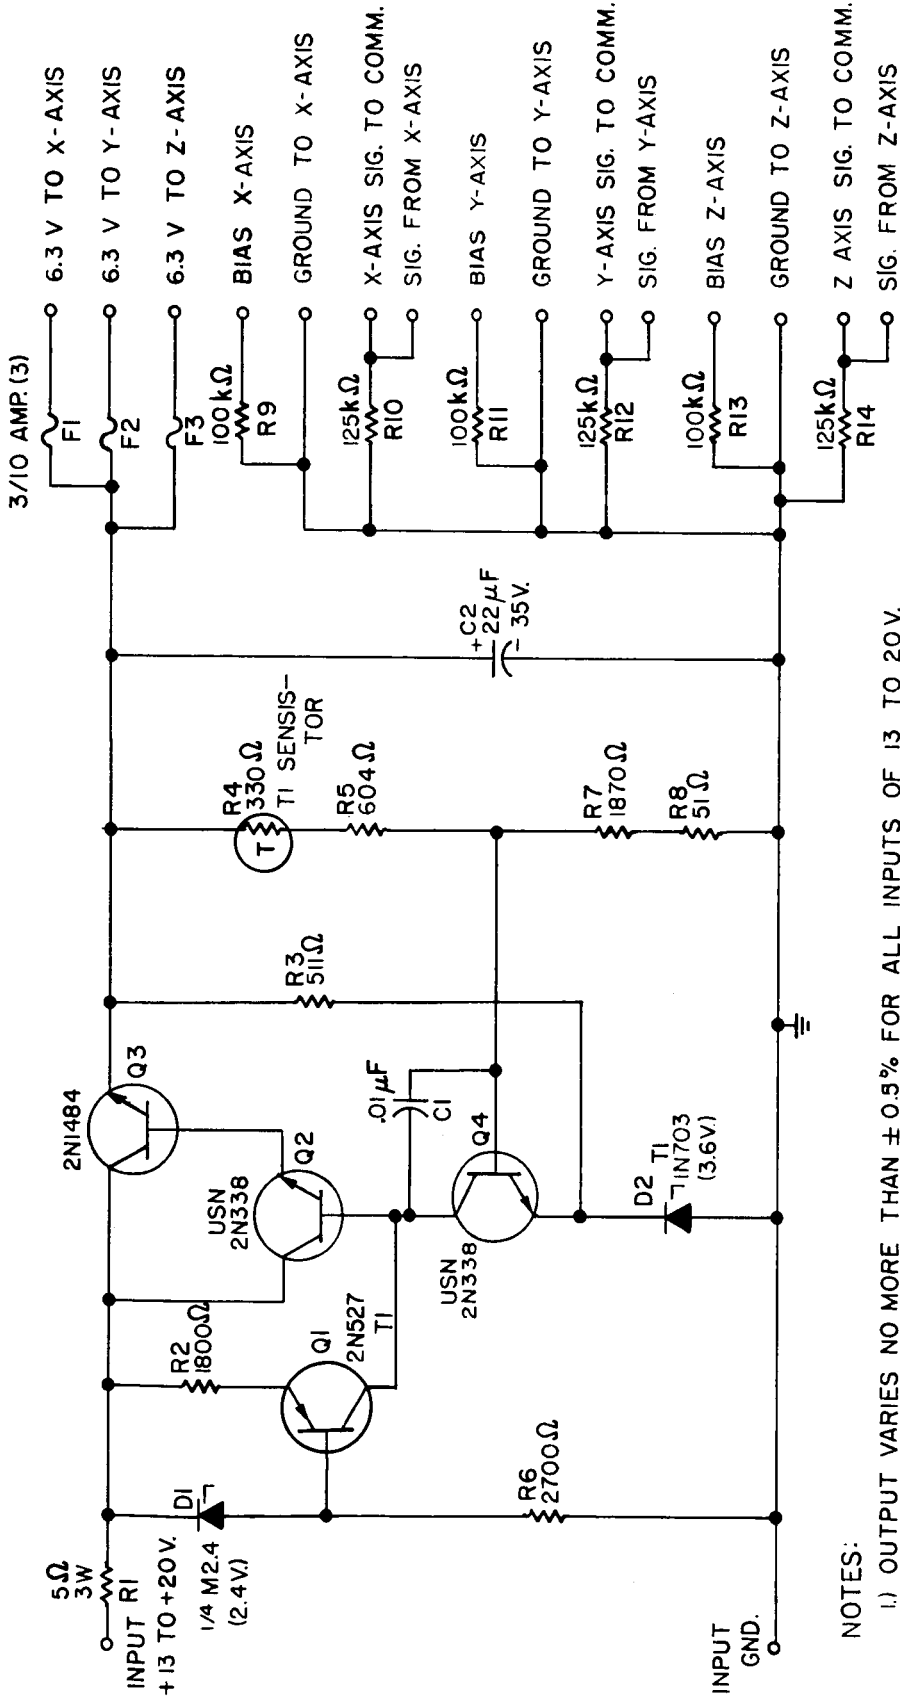 3/10 AMP.(3)
F1
6.3 V TO X-AXIS
F2
6.3 V TO Y-AXIS
F3
6.3 V TO Z-AXIS
100kΩ
R9
BIAS X-AXIS
GROUND TO X-AXIS
125kΩ
R10
X-AXIS SIG. TO COMM.
SIG. FROM X-AXIS
100kΩ
R11
BIAS Y-AXIS
GROUND TO Y-AXIS
125kΩ
R12
Y-AXIS SIG. TO COMM.
SIG. FROM Y-AXIS
100kΩ
R13
BIAS Z-AXIS
GROUND TO Z-AXIS
125kΩ
R14
Z AXIS SIG. TO COMM.
SIG. FROM Z-AXIS
5Ω
3W
R1
INPUT
+13 TO +20V.
D1
1/4 M2.4
(2.4V.)
R2
1800Ω
Q1
2N527
TI
R6
2700Ω
USN
2N338
Q2
2N1484
Q3
.01μF
C1
USN
2N338
Q4
D2
TI
1N703
(3.6V.)
R3
511Ω
R4
330Ω
T
TI SENSIS-
TOR
R5
604Ω
R7
1870Ω
R8
51Ω
+
C2
22μF
-
35V.
INPUT
GND.
NOTES:
1.) OUTPUT VARIES NO MORE THAN ± 0.5% FOR ALL INPUTS OF 13 TO 20V.